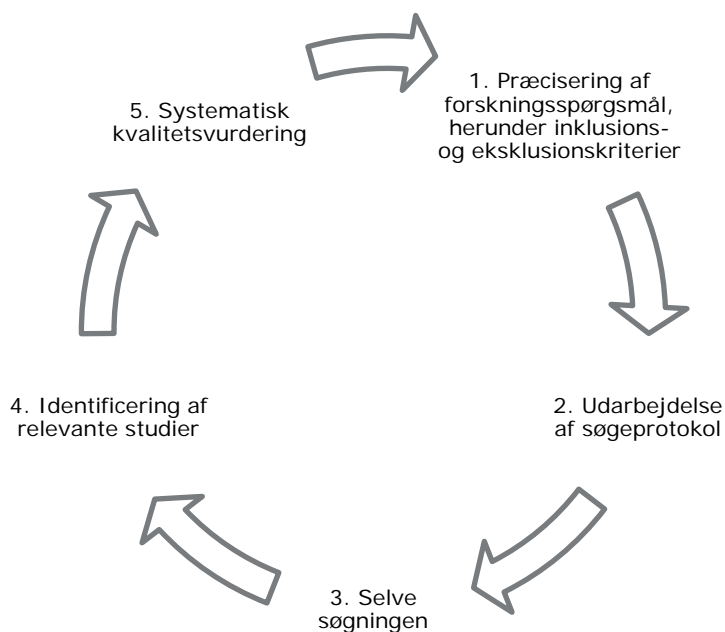 1. Præcisering af
forskningsspørgsmål,
herunder inklusions-
og eksklusionskriterier
2. Udarbejdelse
af søgeprotokol
3. Selve
søgningen
4. Identificering af
relevante studier
5. Systematisk
kvalitetsvurdering